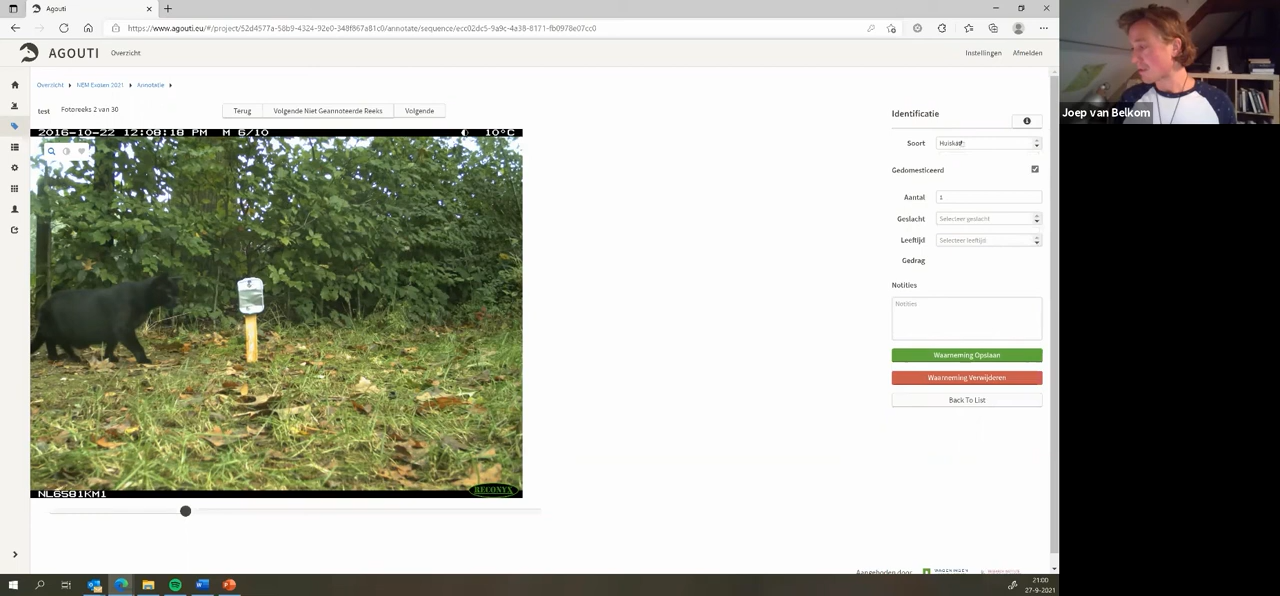 Agouti
https://www.agouti.eu/#/project/52d4577a-58b9-4324-92e0-348f867a81c0/annotate/sequence/ecc02dc5-9a9c-4a38-8171-fb0978e07cc0
AGOUTI
Overzicht
Instellingen
Afmelden
Overzicht
NEM Exosen 2021
Annotatie
test
Fotoreeks 2 van 30
Terug
Volgende Niet Geannoteerde Reeks
Volgende
2016-10-22 12:08:18 PM M 6/10 10°C
NL6581KM1
RECONYX
Identificatie
Soort
Huiskat
Gedomesticeerd
Aantal
1
Geslacht
Selecteer geslacht
Leeftijd
Selecteer leeftijd
Gedrag
Notities
Notities
Waarneming Opslaan
Waarneming Verwijderen
Back To List
Aangeboden door
Joep van Belkom
21:00
27-9-2021